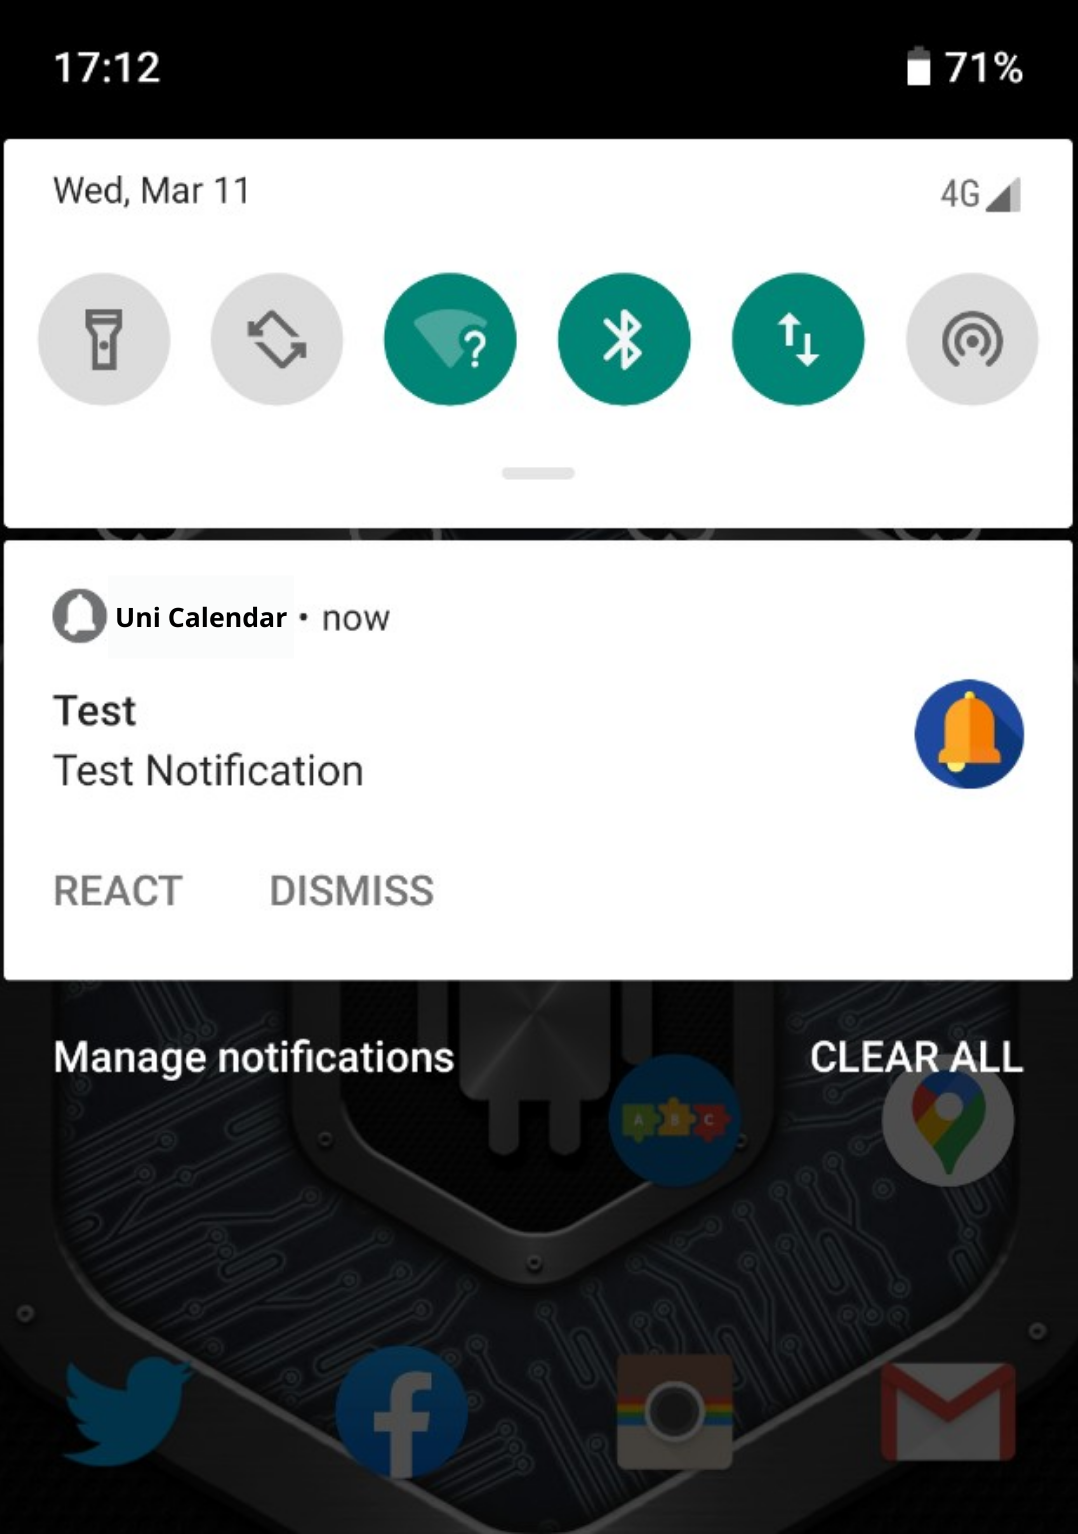 17:12 71%
Wed, Mar 11 4G
Uni Calendar • now
Test
Test Notification
REACT DISMISS
Manage notifications CLEAR ALL
A B C